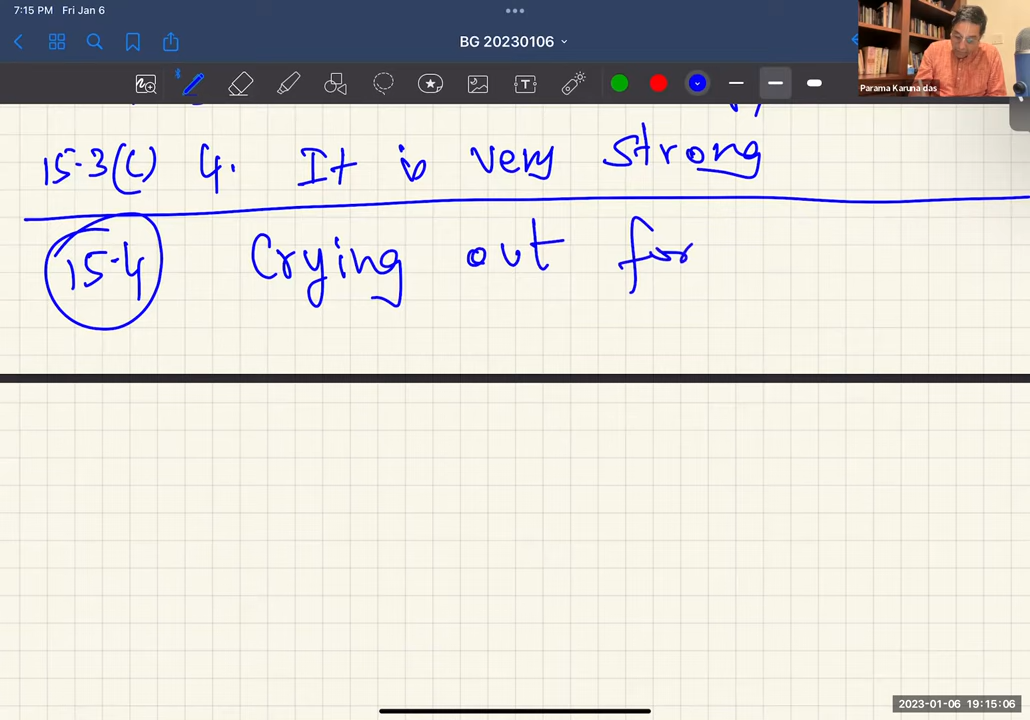 7:15 PM Fri Jan 6
BG 20230106
Parama Karuna das
15.3(c) 4. It is very strong
15.4 Crying out for
2023-01-06 19:15:06